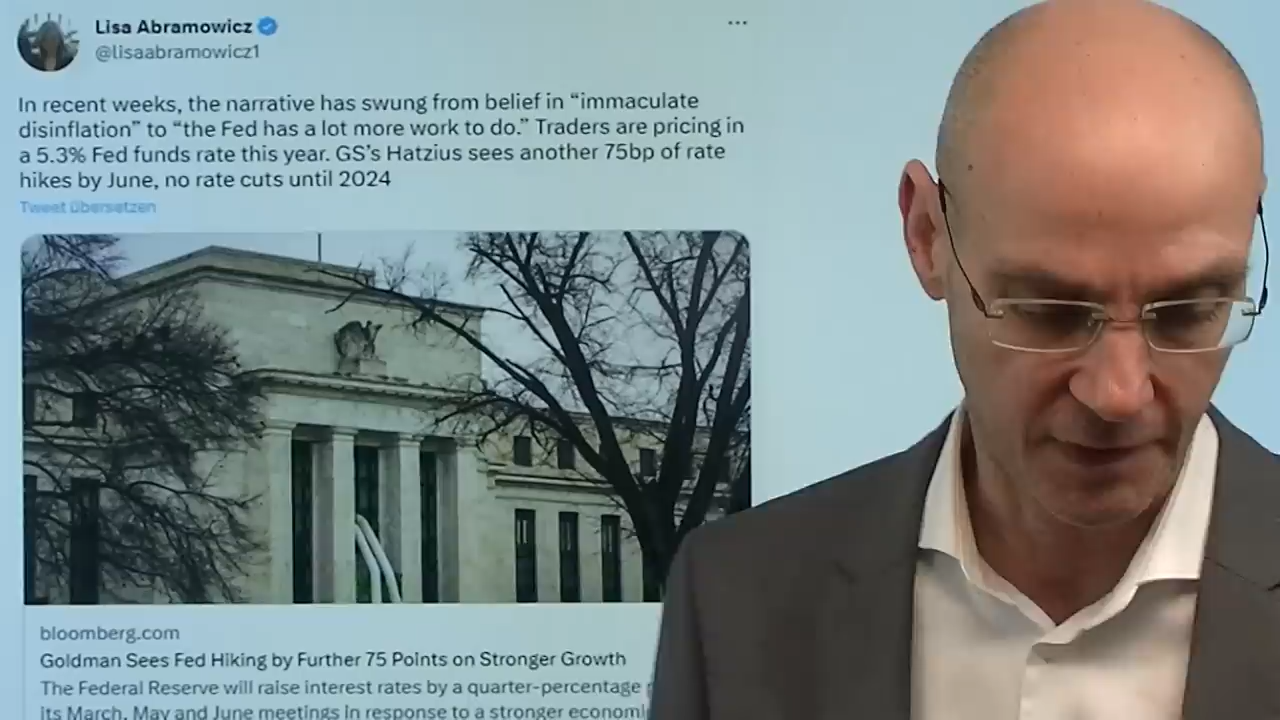 Lisa Abramowicz
@lisaabramowicz1
In recent weeks, the narrative has swung from belief in “immaculate
disinflation” to “the Fed has a lot more work to do.” Traders are pricing in
a 5.3% Fed funds rate this year. GS’s Hatzius sees another 75bp of rate
hikes by June, no rate cuts until 2024
Tweet übersetzen
bloomberg.com
Goldman Sees Fed Hiking by Further 75 Points on Stronger Growth
The Federal Reserve will raise interest rates by a quarter-percentage
its March, May and June meetings in response to a stronger